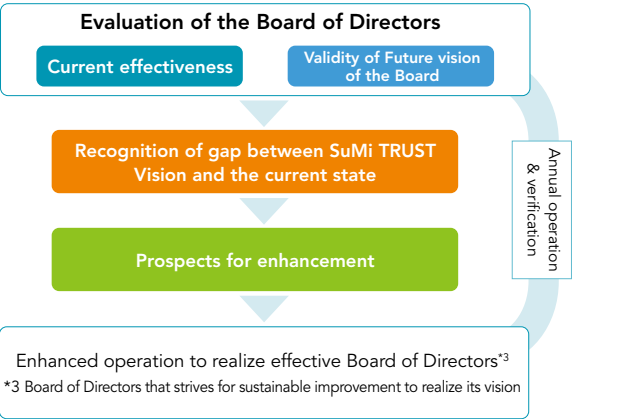 Evaluation of the Board of Directors
Current effectiveness
Validity of Future vision
of the Board
Recognition of gap between SuMi TRUST
Vision and the current state
Prospects for enhancement
Annual operation
& verification
Enhanced operation to realize effective Board of Directors*3
*3 Board of Directors that strives for sustainable improvement to realize its vision